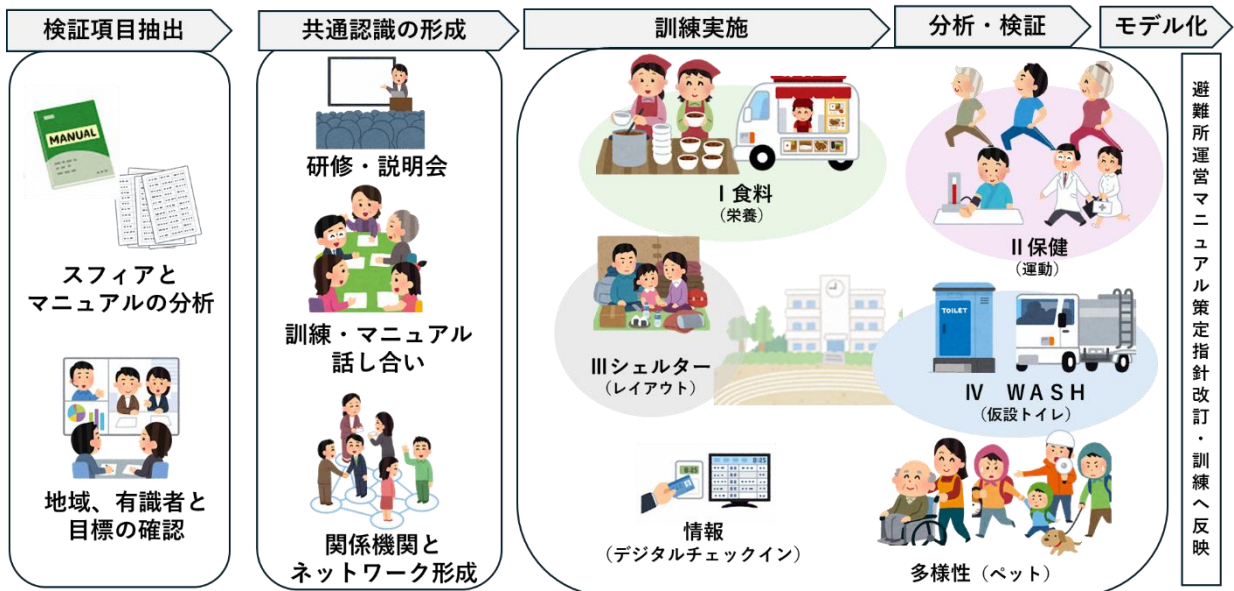 検証項目抽出
共通認識の形成
訓練実施
分析・検証
モデル化
MANUAL
スフィアと
マニュアルの分析
地域、有識者と
目標の確認
研修・説明会
訓練・マニュアル
話し合い
関係機関と
ネットワーク形成
Ⅰ食料
(栄養)
Ⅱ保健
(運動)
Ⅲシェルター
(レイアウト)
TOILET
Ⅳ ＷＡＳＨ
(仮設トイレ)
8:25
8:25
情報
(デジタルチェックイン)
多様性(ペット)
避難所運営マニュアル策定指針改訂・訓練へ反映